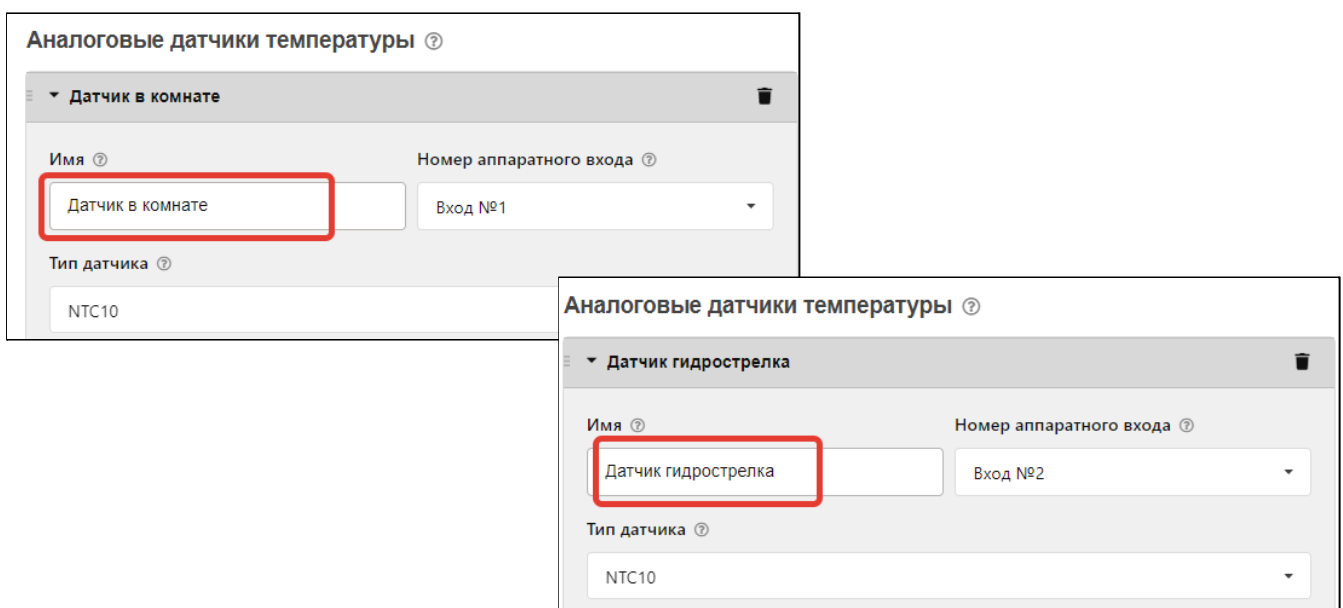 Аналоговые датчики температуры
Датчик в комнате
Имя
Номер аппаратного входа
Датчик в комнате
Вход №1
Тип датчика
NTC10
Аналоговые датчики температуры
Датчик гидрострелка
Имя
Номер аппаратного входа
Датчик гидрострелка
Вход №2
Тип датчика
NTC10